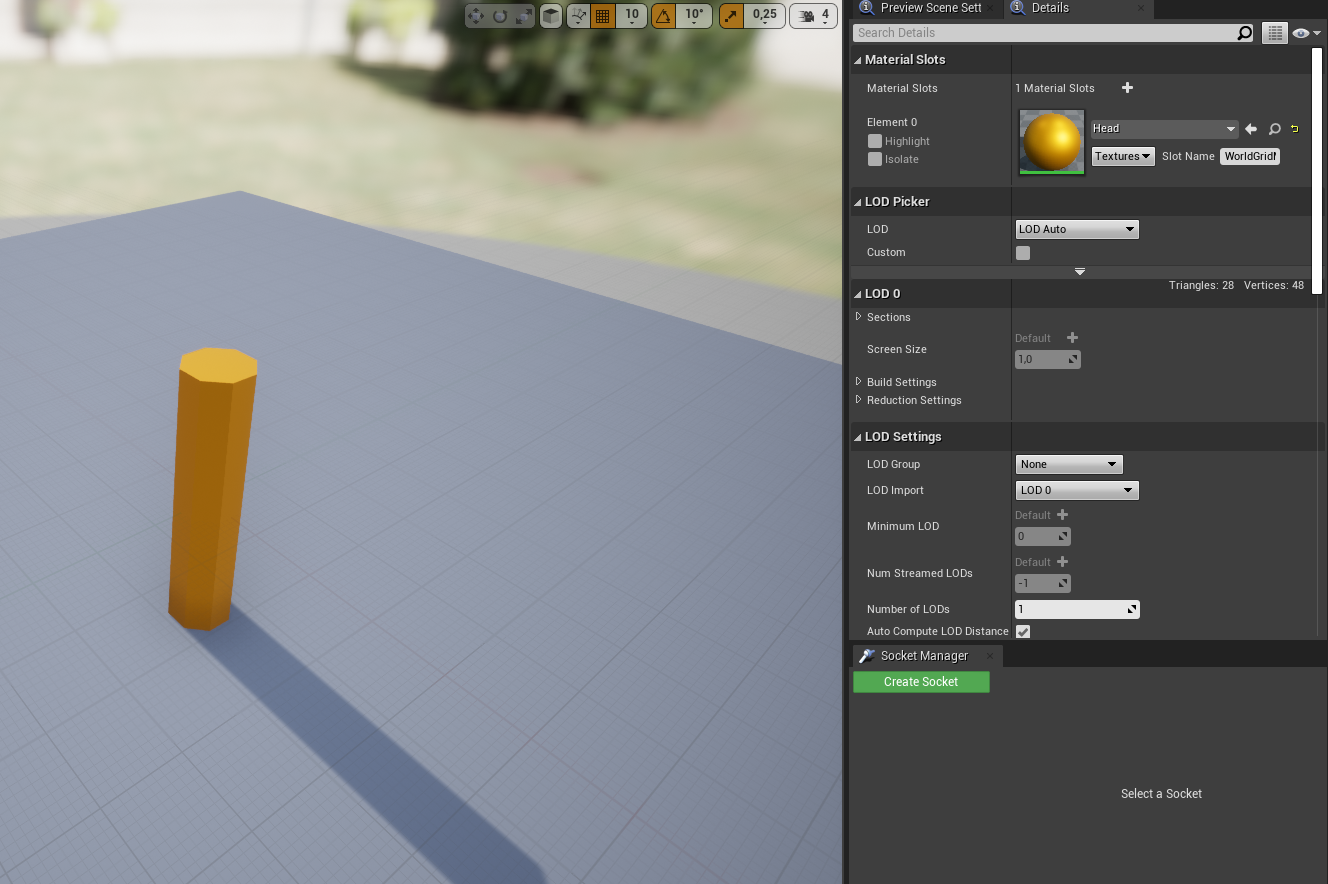 10
10°
0,25
4
Preview Scene Sett
Details
Search Details
Material Slots
Material Slots
1 Material Slots
Element 0
Highlight
Isolate
Head
Textures
Slot Name
WorldGridM
LOD Picker
LOD
LOD Auto
Custom
LOD 0
Triangles: 28 Vertices: 48
Sections
Screen Size
Default
1,0
Build Settings
Reduction Settings
LOD Settings
LOD Group
None
LOD Import
LOD 0
Minimum LOD
Default
0
Num Streamed LODs
Default
-1
Number of LODs
1
Auto Compute LOD Distance
Socket Manager
Create Socket
Select a Socket